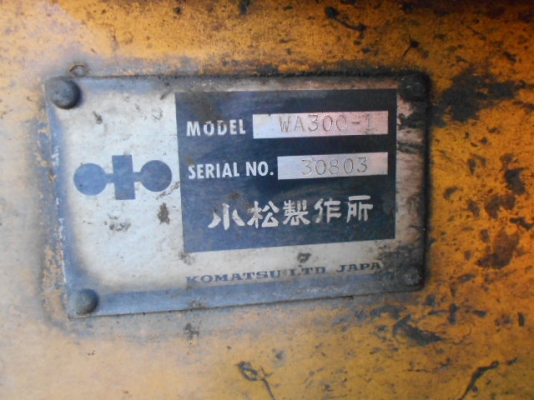 MODEL WA300-1
SERIAL NO. 30803
小松製作所
KOMATSU LTD JAPAN